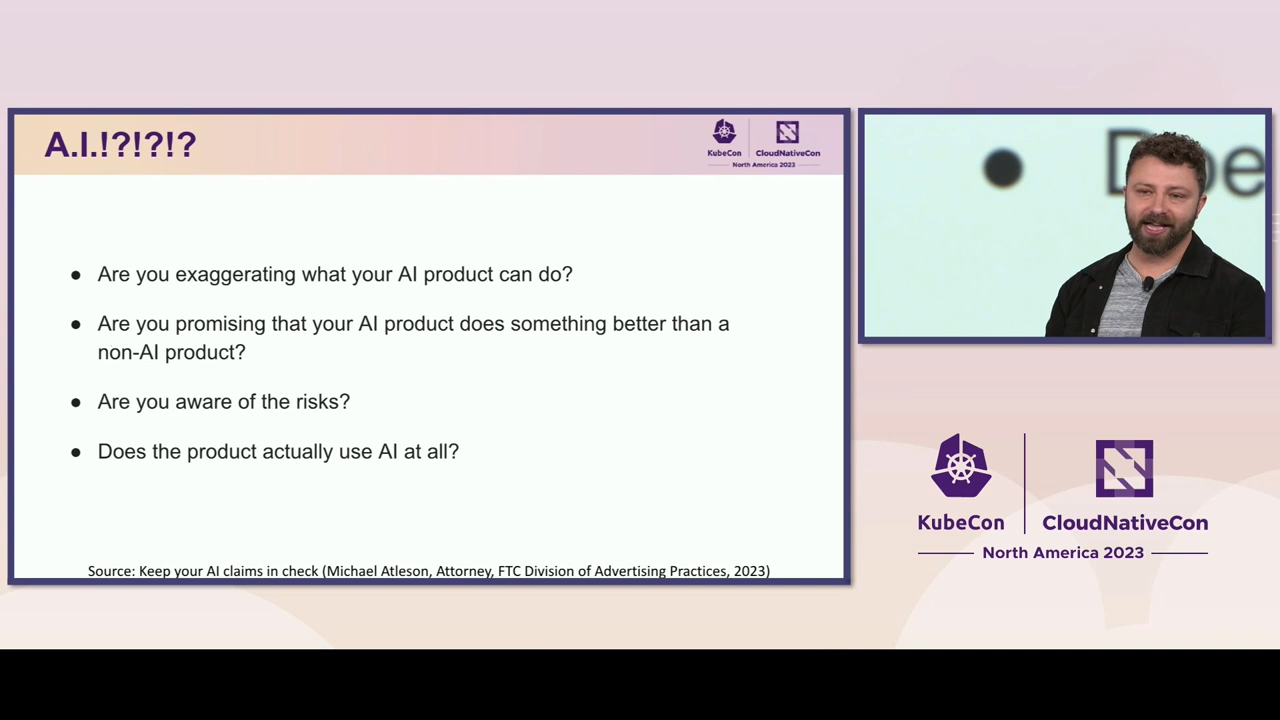 A.I.!?!?!?
KubeCon
CloudNativeCon
North America 2023
● Are you exaggerating what your AI product can do?
● Are you promising that your AI product does something better than a
non-AI product?
● Are you aware of the risks?
● Does the product actually use AI at all?
Source: Keep your AI claims in check (Michael Atleson, Attorney, FTC Division of Advertising Practices, 2023)
KubeCon
CloudNativeCon
North America 2023